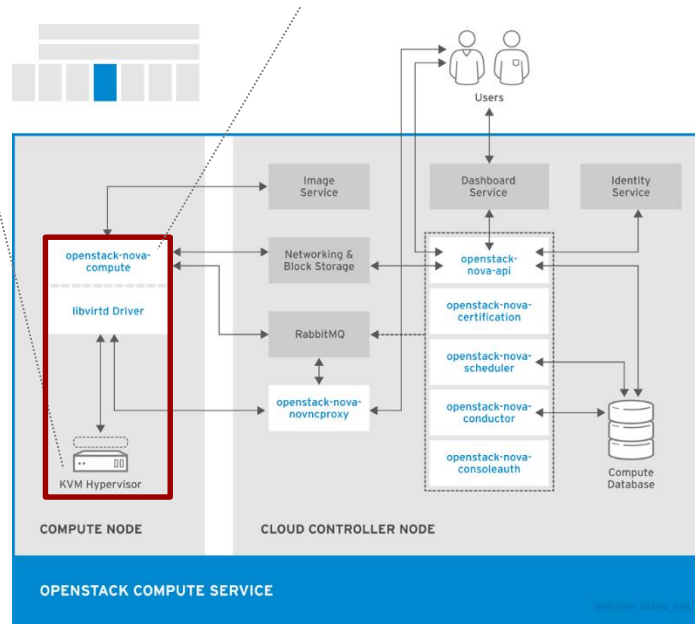 Users
Image
Service
Dashboard
Service
Identity
Service
openstack-nova-
compute
libvirtd Driver
KVM Hypervisor
Networking &
Block Storage
RabbitMQ
openstack-nova-
novncproxy
openstack-
nova-api
openstack-nova-
certification
openstack-nova-
scheduler
openstack-nova-
conductor
openstack-nova-
consoleauth
Compute
Database
COMPUTE NODE
CLOUD CONTROLLER NODE
OPENSTACK COMPUTE SERVICE